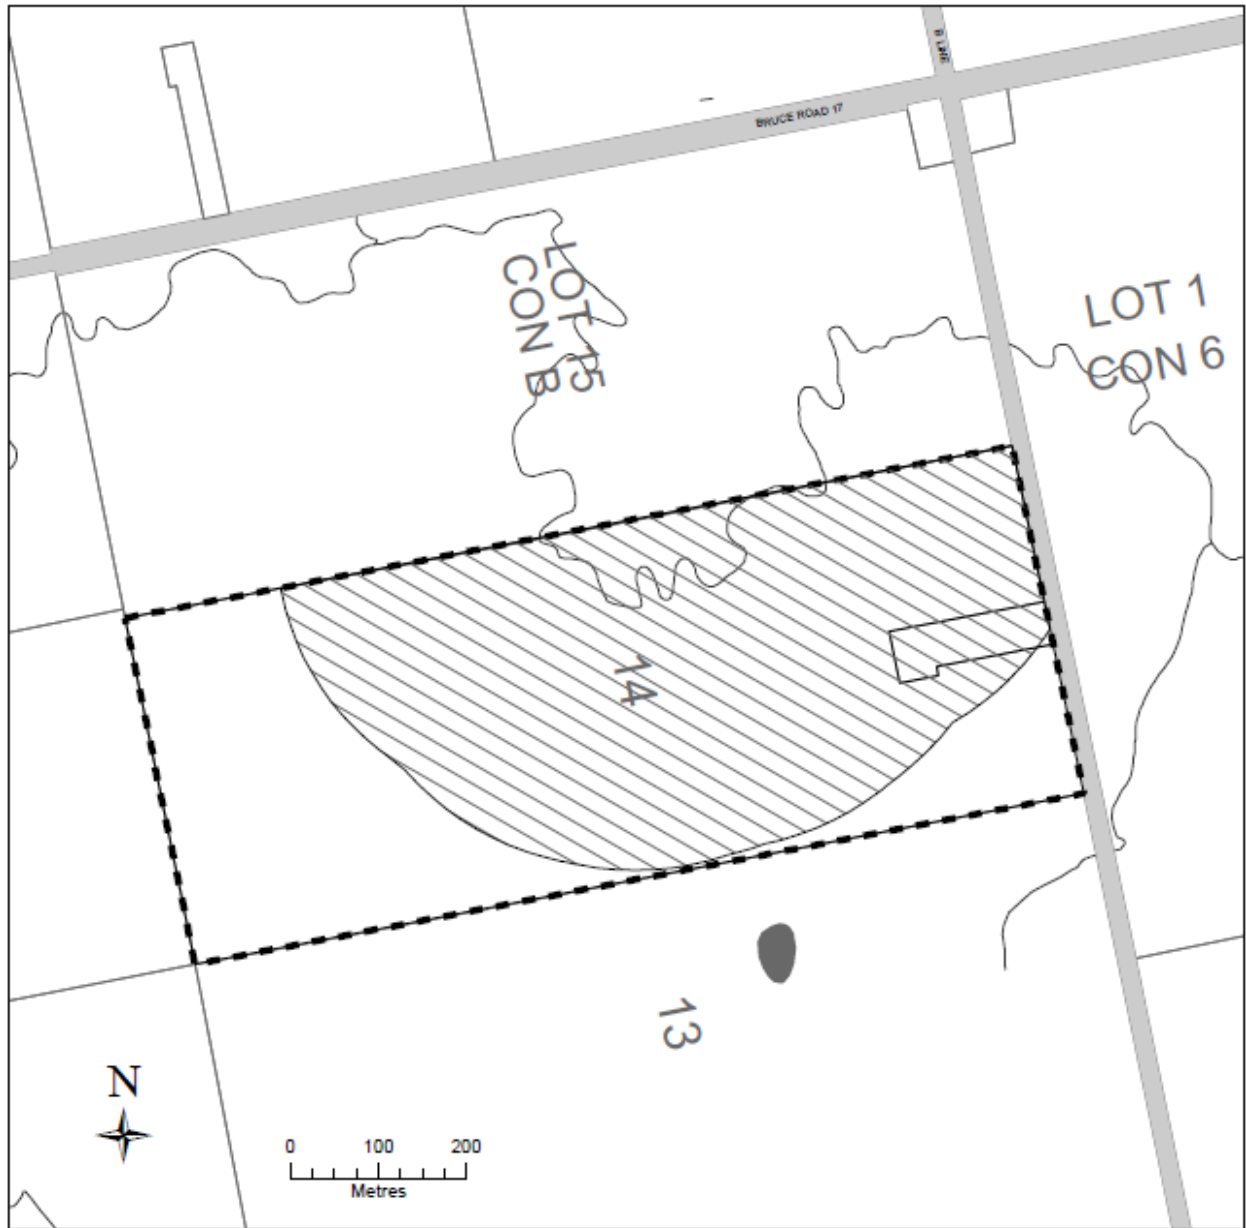 B LINE
BRUCE ROAD 17
LOT 15
CON B
LOT 1
CON 6
14
13
N
0 100 200
Metres